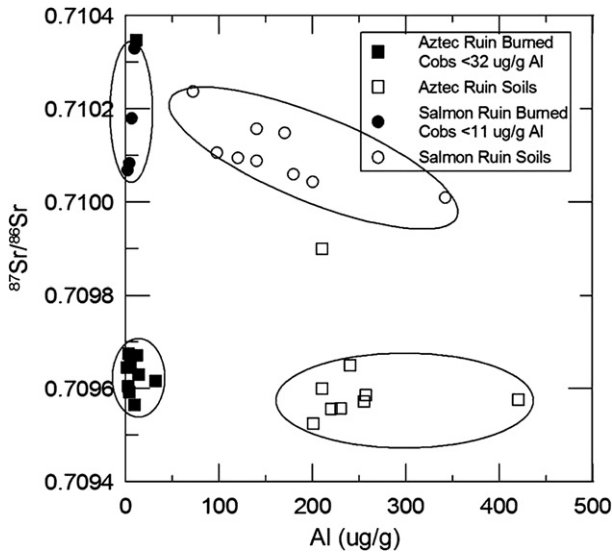 0.7104
0.7102
0.7100
0.7098
0.7096
0.7094
⁸⁷Sr/⁸⁶Sr
Aztec Ruin Burned
Cobs <32 ug/g Al
Aztec Ruin Soils
Salmon Ruin Burned
Cobs <11 ug/g Al
Salmon Ruin Soils
0 100 200 300 400 500
Al (ug/g)